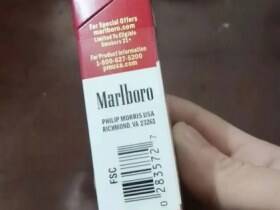 For Special Offers
marlboro.com
Limited To Eligible
Smokers 21+
For Product Information
1-800-627-5200
pmusa.com
Marlboro
PHILIP MORRIS USA
RICHMOND, VA 23261
FSC
0 28357 2 7